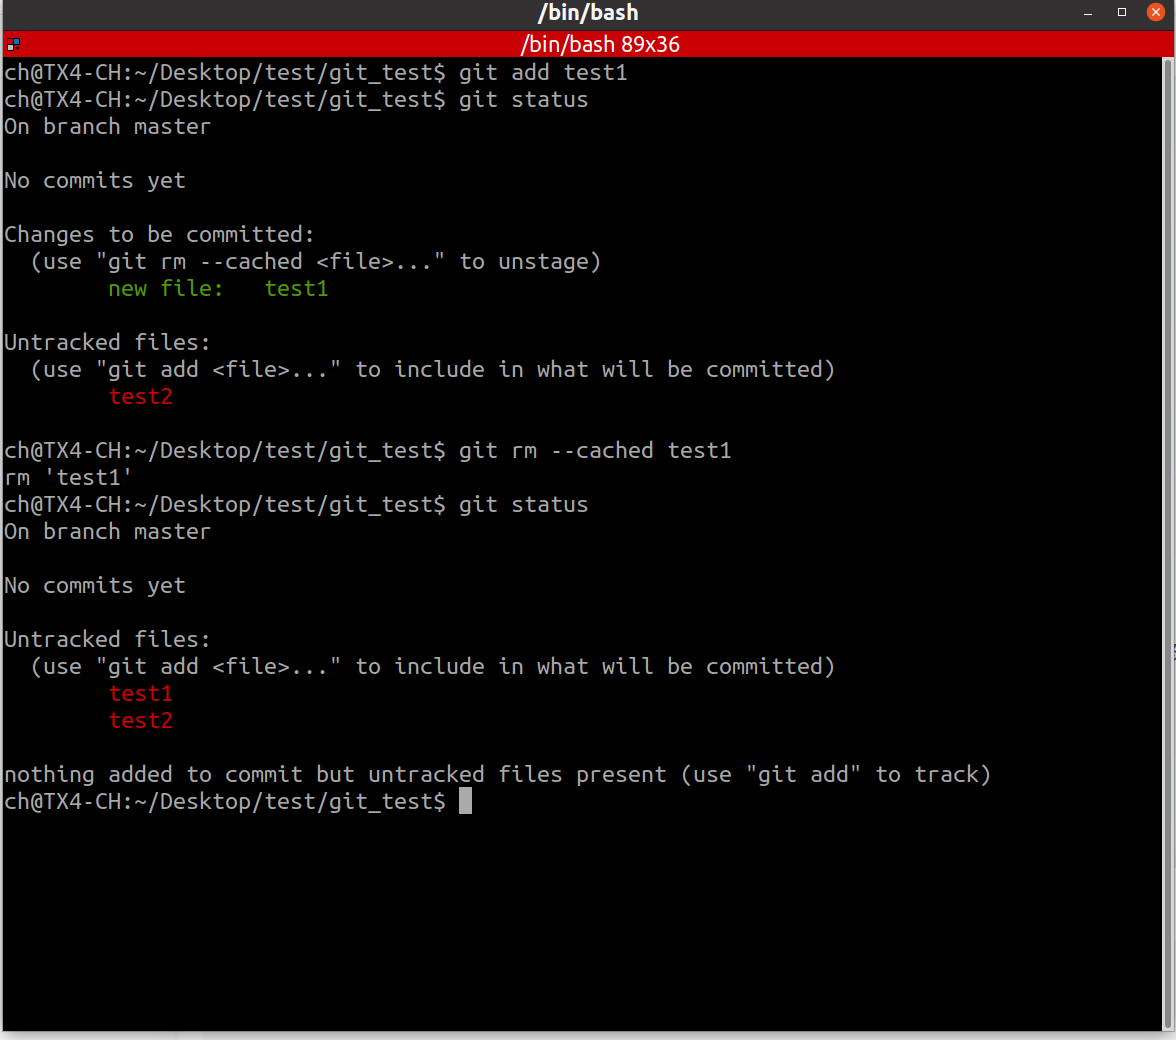 /bin/bash
/bin/bash 89x36
ch@TX4-CH:~/Desktop/test/git_test$ git add test1
ch@TX4-CH:~/Desktop/test/git_test$ git status
On branch master
No commits yet
Changes to be committed:
  (use "git rm --cached <file>..." to unstage)
        new file:   test1
Untracked files:
  (use "git add <file>..." to include in what will be committed)
        test2
ch@TX4-CH:~/Desktop/test/git_test$ git rm --cached test1
rm 'test1'
ch@TX4-CH:~/Desktop/test/git_test$ git status
On branch master
No commits yet
Untracked files:
  (use "git add <file>..." to include in what will be committed)
        test1
        test2
nothing added to commit but untracked files present (use "git add" to track)
ch@TX4-CH:~/Desktop/test/git_test$